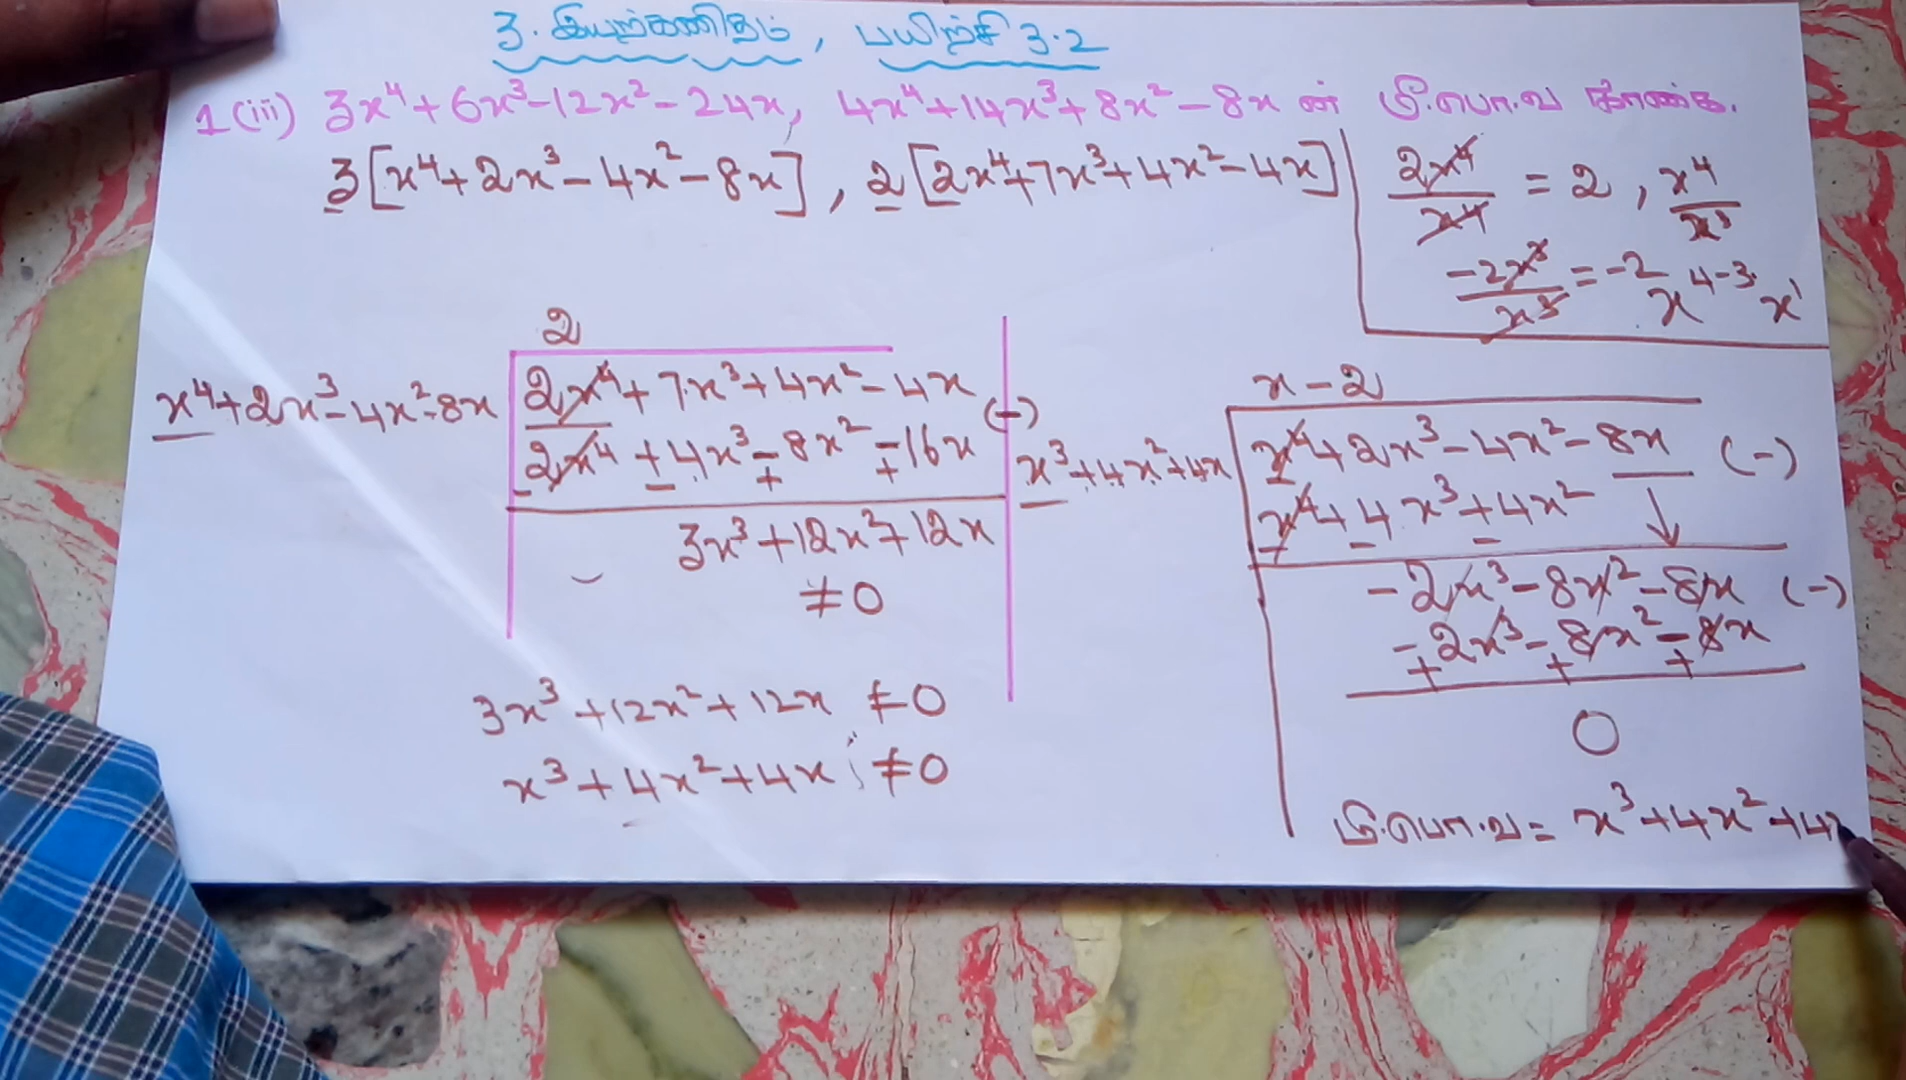 3. இயற்கணிதம், பயிற்சி 3.2
1(iii) 3x⁴+6x³-12x²-24x, 4x⁴+14x³+8x²-8x ன் மீ.பொ.வ காண்க.
3[x⁴+2x³-4x²-8x], 2[2x⁴+7x³+4x²-4x]
2x⁴/x⁴ = 2, x⁴/x³
-2x³/x³ = -2 x⁴⁻³ x¹
2
x⁴+2x³-4x²-8x 2x⁴+7x³+4x²-4x (-)
2x⁴+4x³-8x²-16x
- - + +
3x³+12x²+12x
≠0
3x³+12x²+12x ≠0
x³+4x²+4x ≠0
x-2
x³+4x²+4x x⁴+2x³-4x²-8x (-)
x⁴+4x³+4x² ↓
- - -
-2x³-8x²-8x (-)
-2x³-8x²-8x
+ + +
0
மீ.பொ.வ = x³+4x²+4x